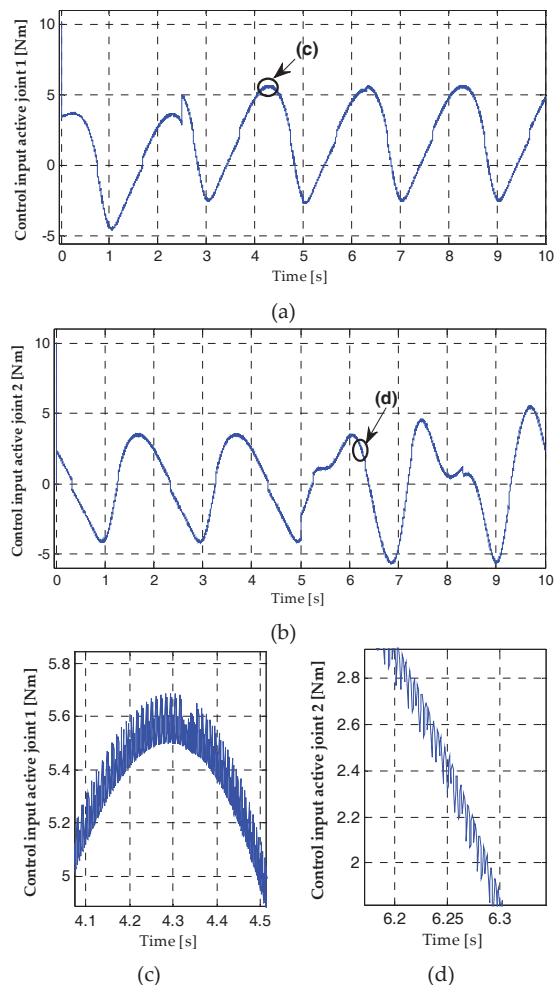 Control input active joint 1 [Nm]
10
5
0
-5
(c)
0 1 2 3 4 5 6 7 8 9 10
Time [s]
(a)
Control input active joint 2 [Nm]
10
5
0
-5
(d)
0 1 2 3 4 5 6 7 8 9 10
Time [s]
(b)
Control input active joint 1 [Nm]
5.8
5.6
5.4
5.2
5
4.1 4.2 4.3 4.4 4.5
Time [s]
(c)
Control input active joint 2 [Nm]
2.8
2.6
2.4
2.2
2
6.2 6.25 6.3
Time [s]
(d)